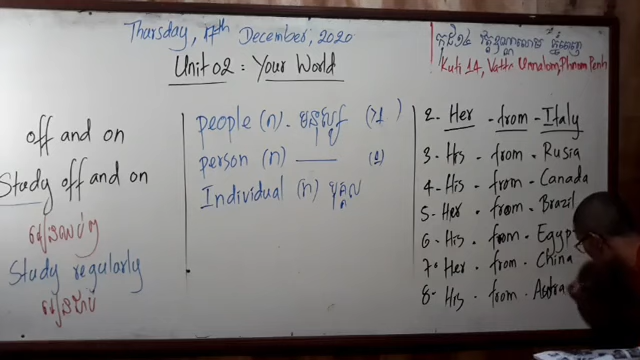 Thursday, 17th December, 2020
Unit 02 : Your World
Kuti 14, Vatta Unnalom, Phnom Penh
off and on
Study off and on
Study regularly
people (n) - មនុស្ស (>1)
person (n) —— (1)
Individual (n) បុគ្គល
2- Her - from - Italy
3- His - from - Rusia
4- His - from - Canada
5- Her - from - Brazil
6- His - from - Egyp
7- Her - from - China
8- His - from -